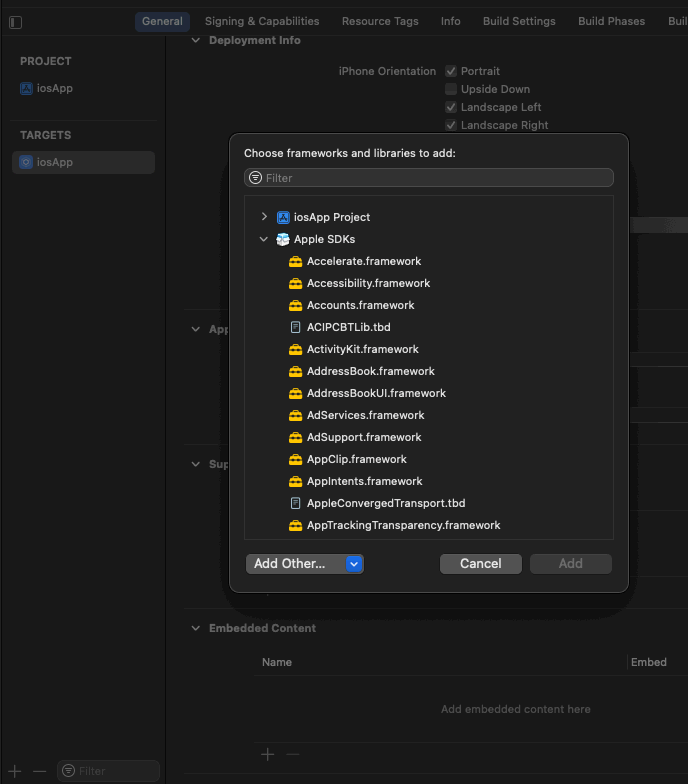 General Signing & Capabilities Resource Tags Info Build Settings Build Phases Buil
Deployment Info
PROJECT
iosApp
TARGETS
iosApp
iPhone Orientation Portrait
Upside Down
Landscape Left
Landscape Right
Choose frameworks and libraries to add:
Filter
iosApp Project
Apple SDKs
Accelerate.framework
Accessibility.framework
Accounts.framework
ACIPCBTLib.tbd
ActivityKit.framework
AddressBook.framework
AddressBookUI.framework
AdServices.framework
AdSupport.framework
AppClip.framework
AppIntents.framework
AppleConvergedTransport.tbd
AppTrackingTransparency.framework
Add Other... Cancel Add
App
Sup
Embedded Content
Name Embed
Add embedded content here
Filter